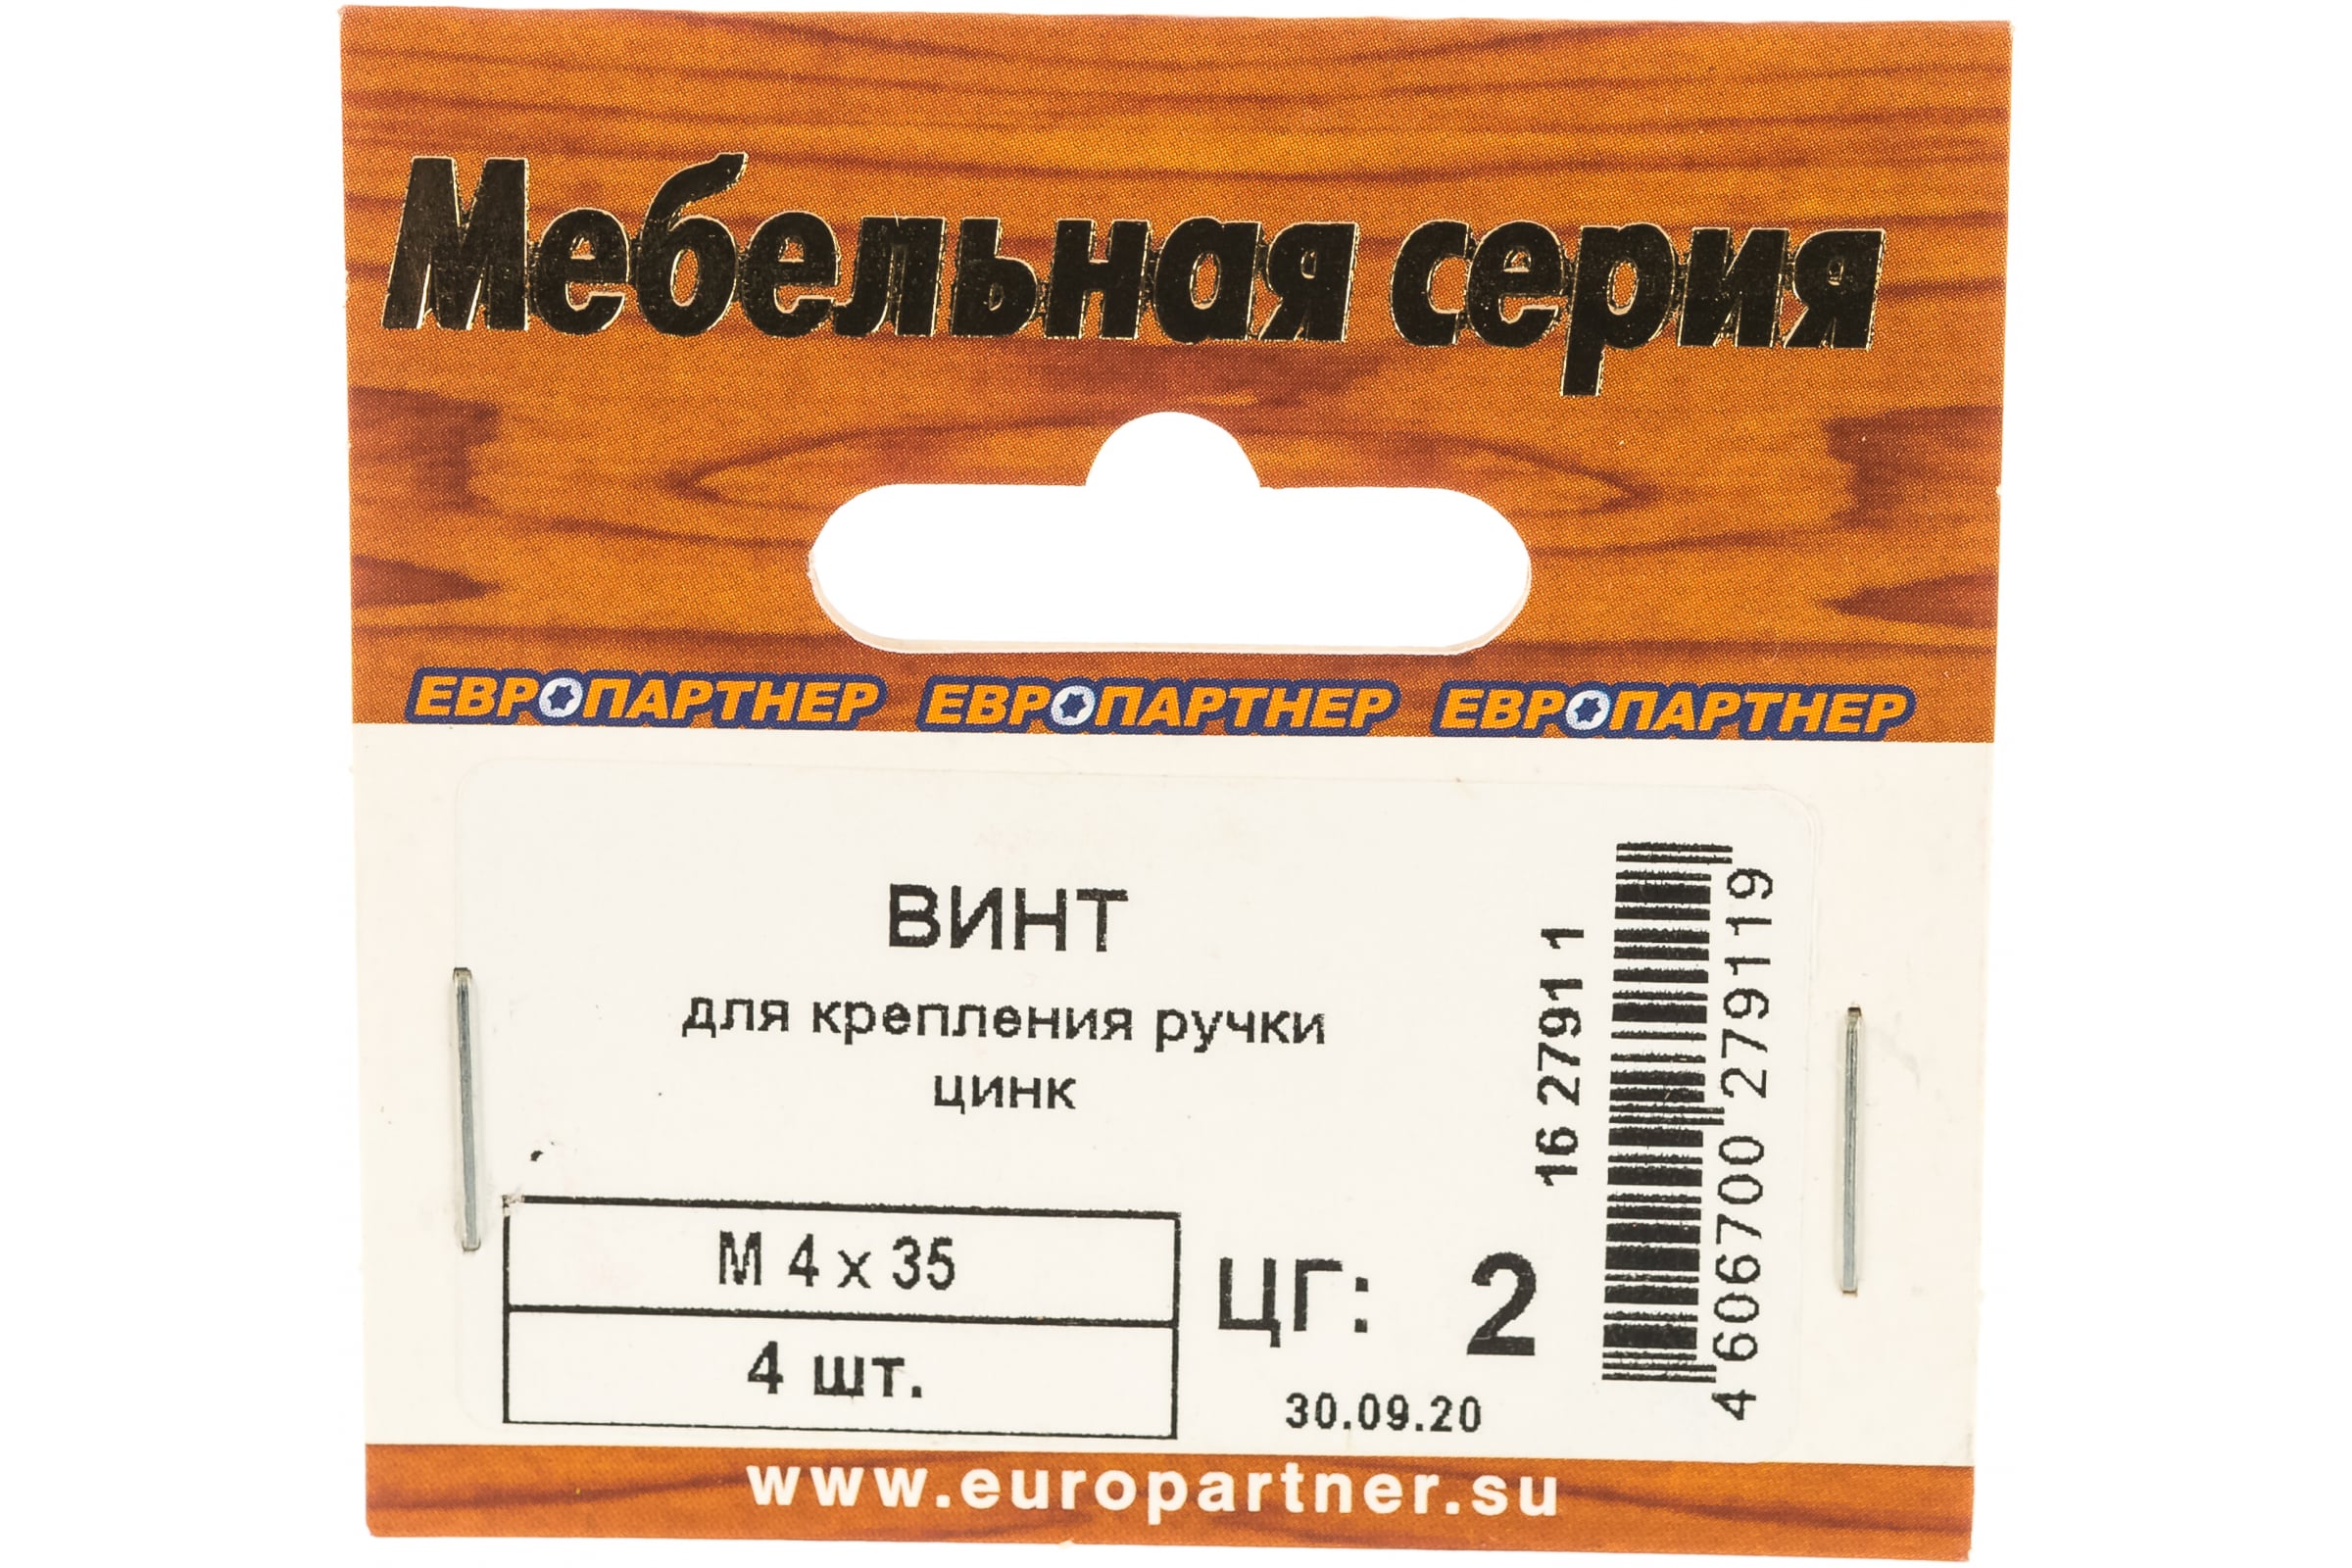 Мебельная серия
ЕВРОПАРТНЕР ЕВРОПАРТНЕР ЕВРОПАРТНЕР
ВИНТ
для крепления ручки
цинк
М 4 х 35
4 шт.
ЦГ: 2
30.09.20
16 2791 1
4 606700 279119
www.europartner.su